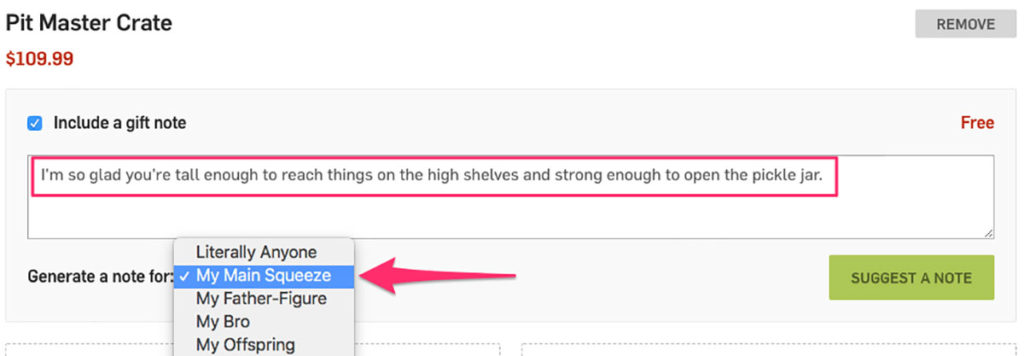 Pit Master Crate
REMOVE
$109.99
Include a gift note
Free
I'm so glad you're tall enough to reach things on the high shelves and strong enough to open the pickle jar.
Literally Anyone
Generate a note for: ✓ My Main Squeeze
SUGGEST A NOTE
My Father-Figure
My Bro
My Offspring